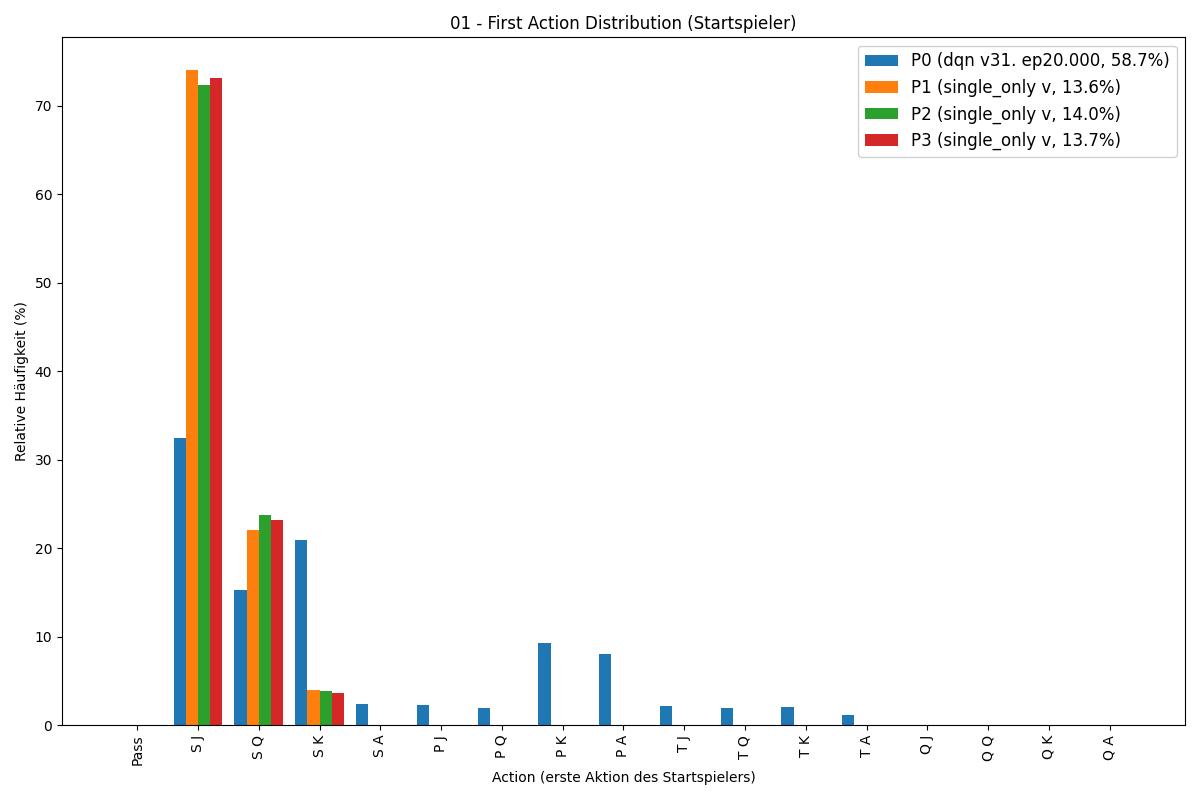 01 - First Action Distribution (Startspieler)
P0 (dqn v31. ep20.000, 58.7%)
P1 (single_only v, 13.6%)
P2 (single_only v, 14.0%)
P3 (single_only v, 13.7%)
Relative Häufigkeit (%)
70
60
50
40
30
20
10
0
Pass
S J
S Q
S K
S A
P J
P Q
P K
P A
T J
T Q
T K
T A
Q J
Q Q
Q K
Q A
Action (erste Aktion des Startspielers)